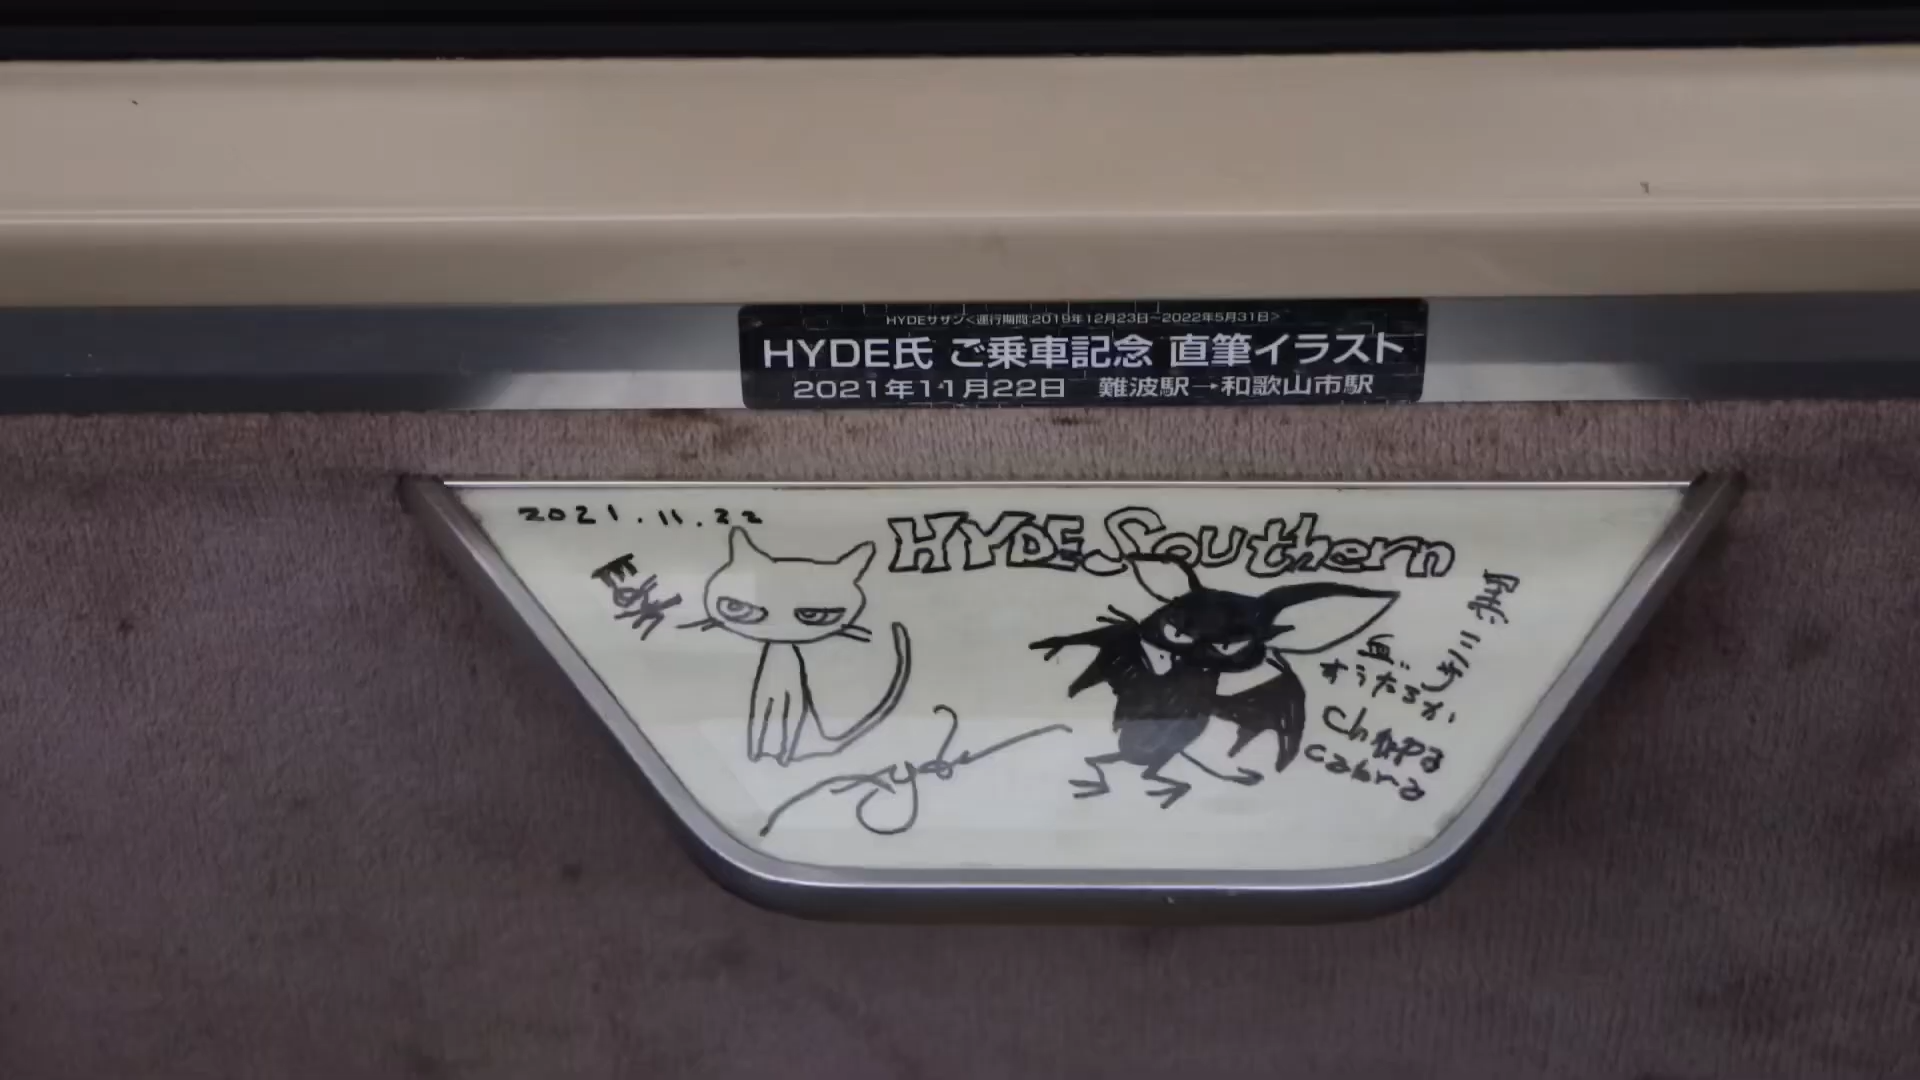 HYDEサザン<運行期間:2019年12月23日~2022年5月31日>
HYDE氏 ご乗車記念 直筆イラスト
2021年11月22日 難波駅→和歌山市駅
2021.11.22
HYDE Southern
Chupa
cabra